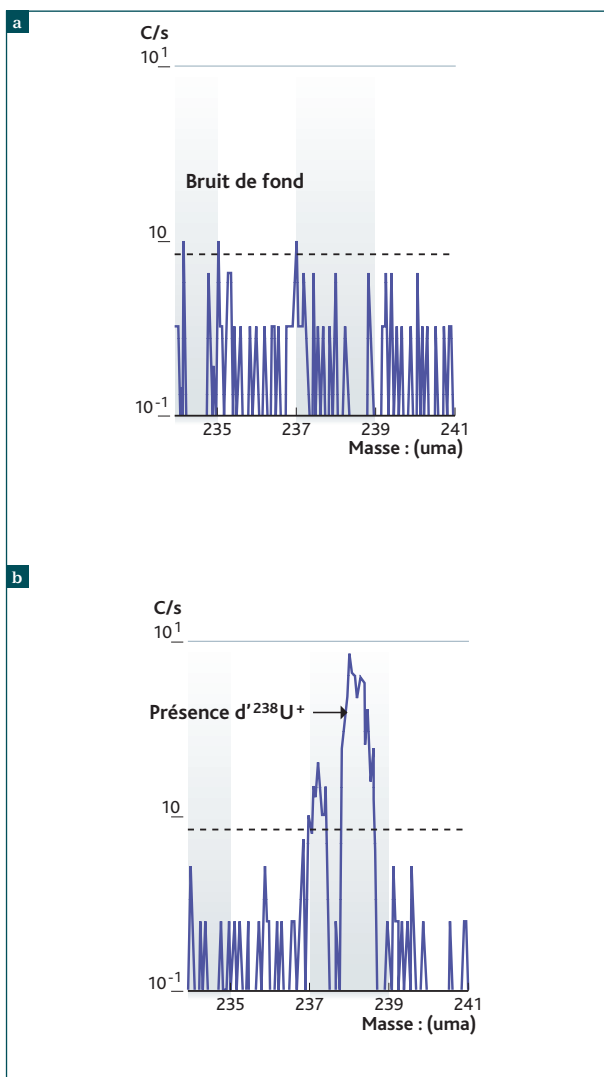 a
C/s
10¹
Bruit de fond
10
10⁻¹
235 237 239 241
Masse : (uma)
b
C/s
10¹
Présence d'²³⁸U⁺
10
10⁻¹
235 237 239 241
Masse : (uma)